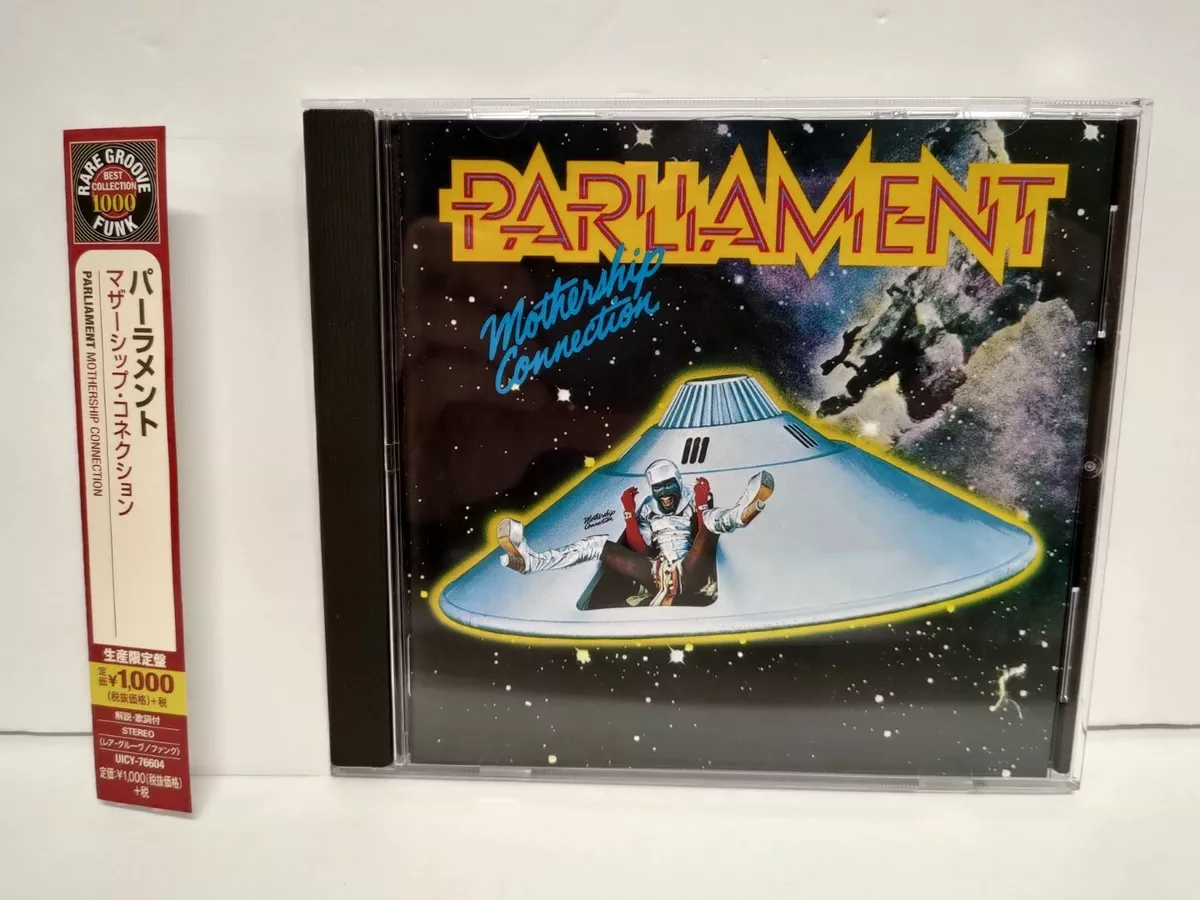 RARE GROOVE
BEST
COLLECTION
1000
FUNK
パーラメント
マザーシップ・コネクション
PARLIAMENT MOTHERSHIP CONNECTION
生産限定盤
定価 ¥1,000
(税抜価格)+税
解説・歌詞付
STEREO
(レア・グルーヴ/ファンク)
UICY-76604
定価:¥1,000(税抜価格)
+税
PARLIAMENT
Mothership
Connection
Mothership
Connection